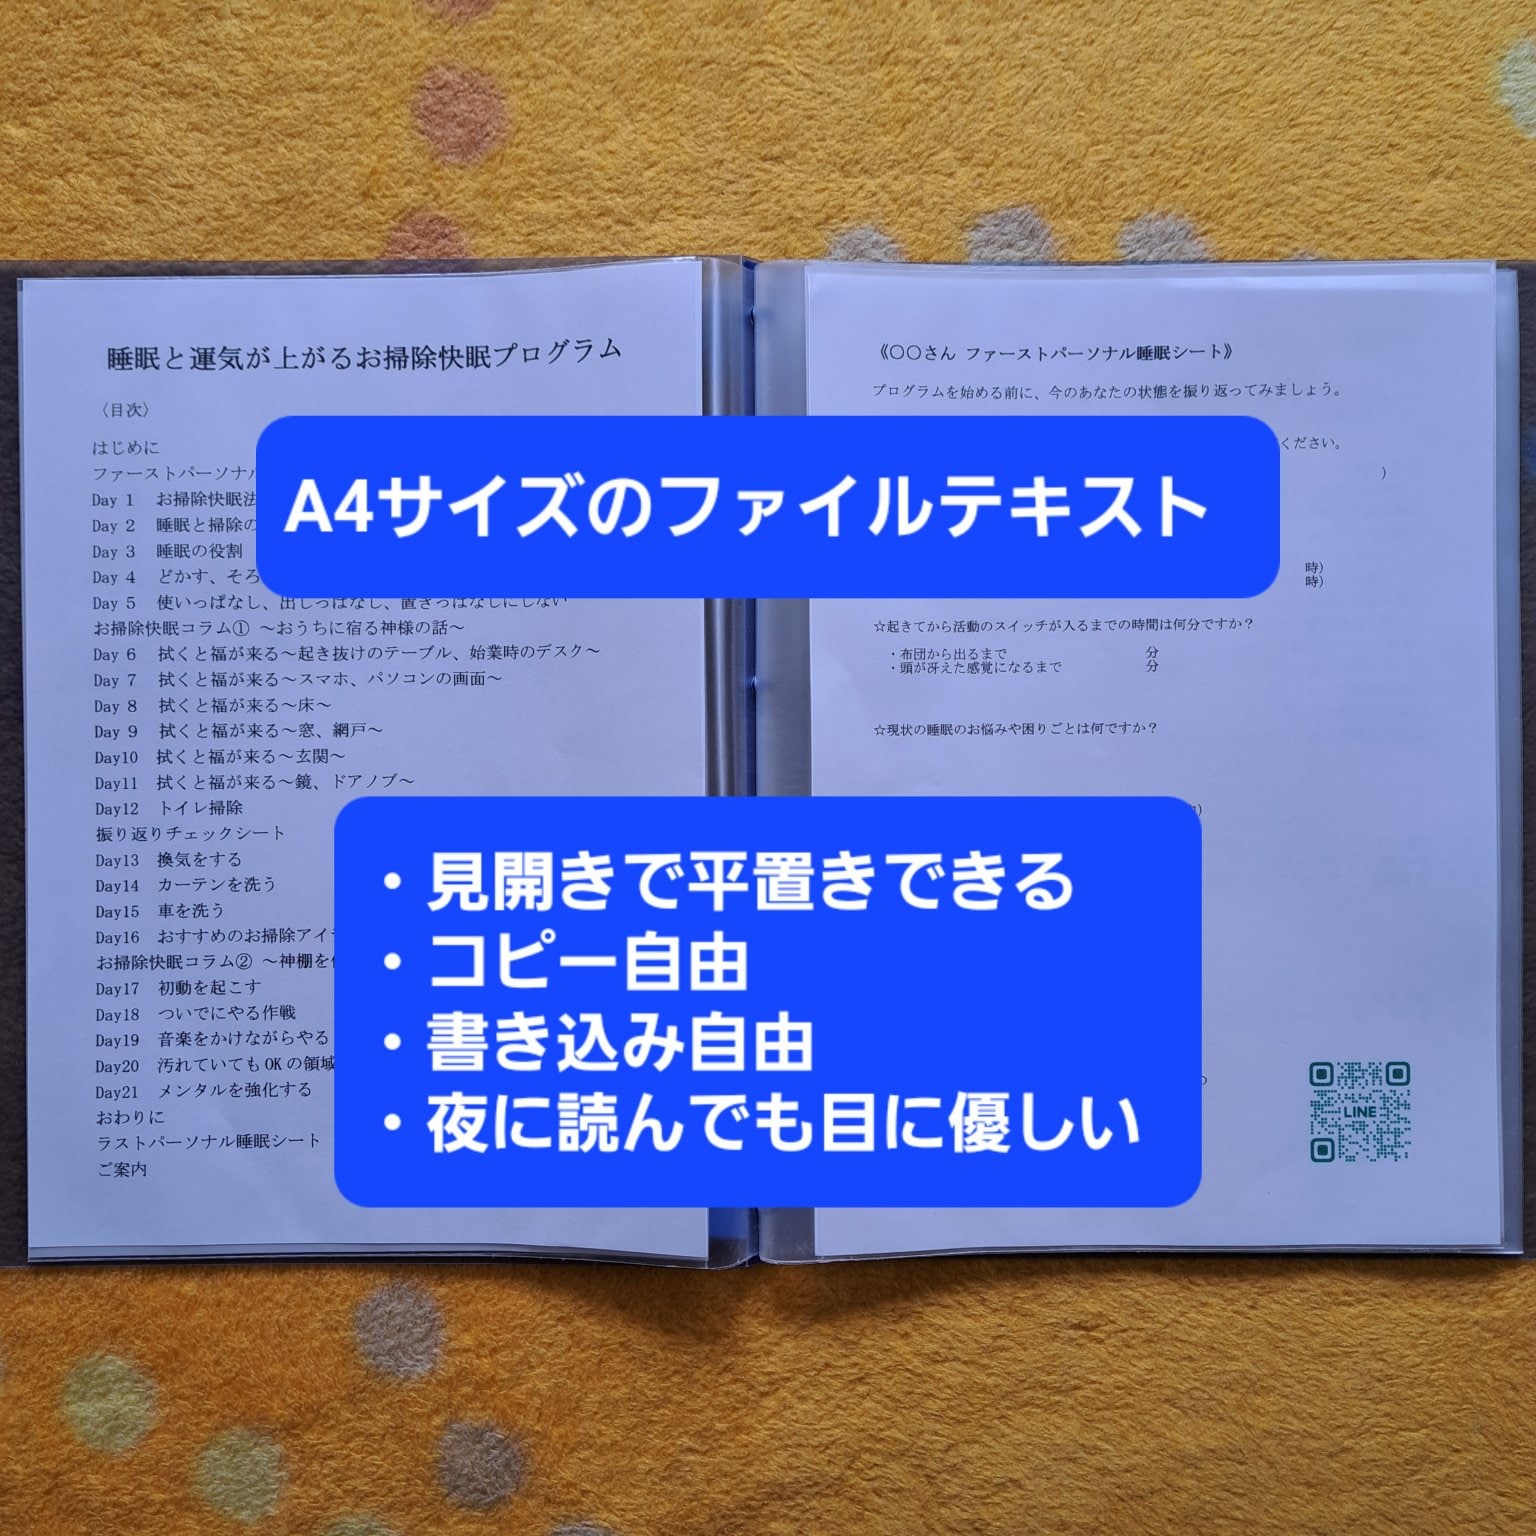 睡眠と運気が上がるお掃除快眠プログラム
〈目次〉
はじめに
ファーストパーソナル
Day 1 お掃除快眠法
Day 2 睡眠と掃除の
Day 3 睡眠の役割
Day 4 どかす、そろ
Day 5 使いっぱなし、出しっぱなし、置きっぱなしにしない
お掃除快眠コラム① ～おうちに宿る神様の話～
Day 6 拭くと福が来る～起き抜けのテーブル、始業時のデスク～
Day 7 拭くと福が来る～スマホ、パソコンの画面～
Day 8 拭くと福が来る～床～
Day 9 拭くと福が来る～窓、網戸～
Day10 拭くと福が来る～玄関～
Day11 拭くと福が来る～鏡、ドアノブ～
Day12 トイレ掃除
振り返りチェックシート
Day13 換気をする
Day14 カーテンを洗う
Day15 車を洗う
Day16 おすすめのお掃除アイ
お掃除快眠コラム② ～神棚を
Day17 初動を起こす
Day18 ついでにやる作戦
Day19 音楽をかけながらやる
Day20 汚れていてもOKの領域
Day21 メンタルを強化する
おわりに
ラストパーソナル睡眠シート
ご案内
《〇〇さん ファーストパーソナル睡眠シート》
プログラムを始める前に、今のあなたの状態を振り返ってみましょう。
ください。
)
時)
時)
☆起きてから活動のスイッチが入るまでの時間は何分ですか？
・布団から出るまで 分
・頭が冴えた感覚になるまで 分
☆現状の睡眠のお悩みや困りごとは何ですか？
LINE
A4サイズのファイルテキスト
・見開きで平置きできる
・コピー自由
・書き込み自由
・夜に読んでも目に優しい